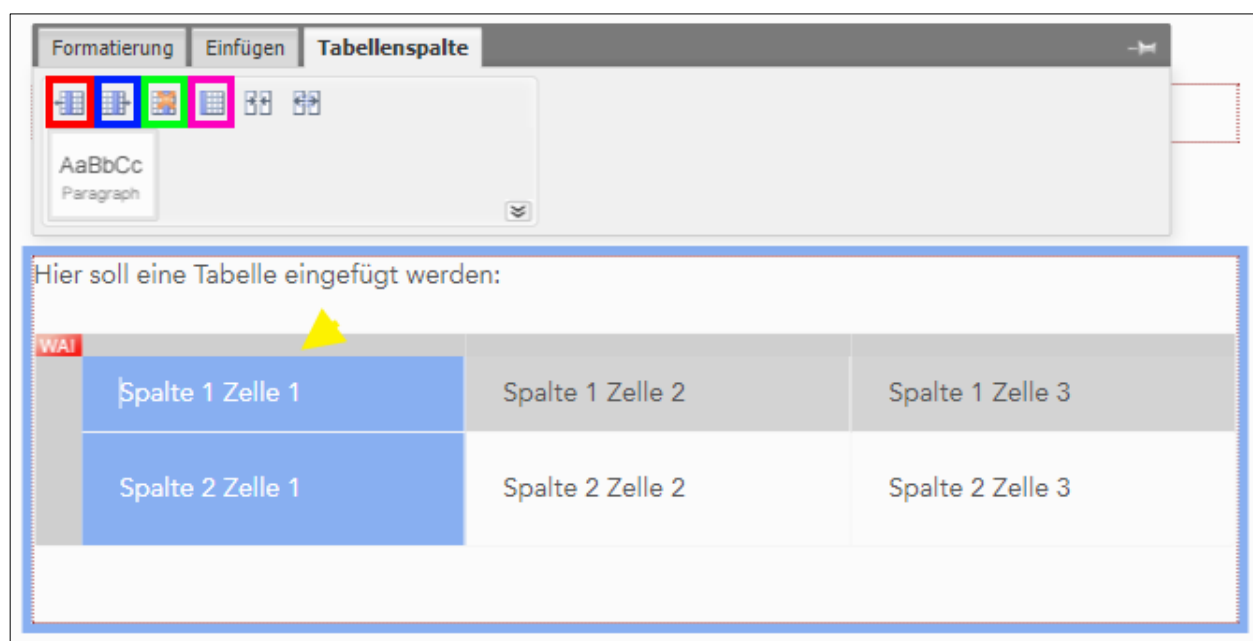 Formatierung Einfügen Tabellenspalte
AaBbCc
Paragraph
Hier soll eine Tabelle eingefügt werden:
WAI
Spalte 1 Zelle 1 Spalte 1 Zelle 2 Spalte 1 Zelle 3
Spalte 2 Zelle 1 Spalte 2 Zelle 2 Spalte 2 Zelle 3